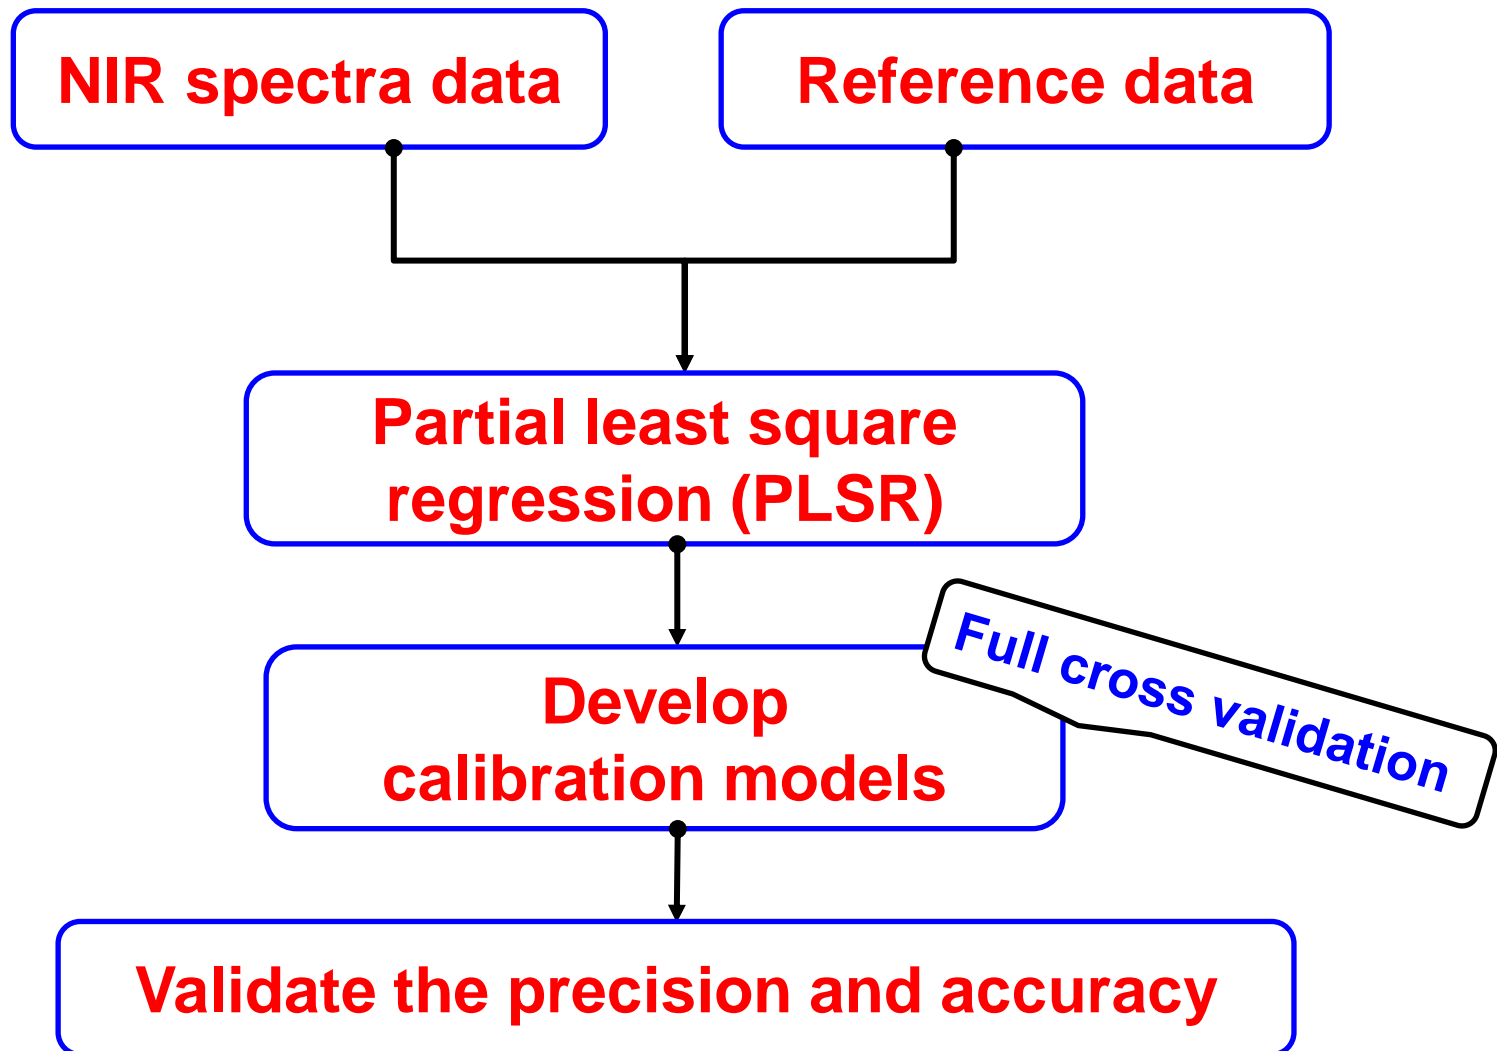 NIR spectra data
Reference data
Partial least square
regression (PLSR)
Full cross validation
Develop
calibration models
Validate the precision and accuracy